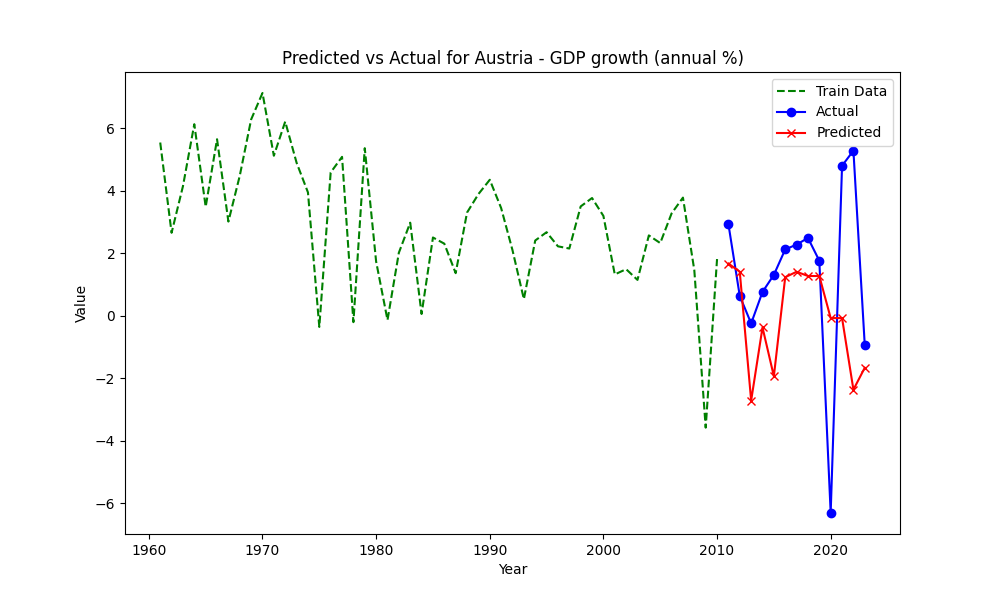 Predicted vs Actual for Austria - GDP growth (annual %)
Train Data
Actual
Predicted
6
4
2
0
−2
−4
−6
Value
1960
1970
1980
1990
2000
2010
2020
Year